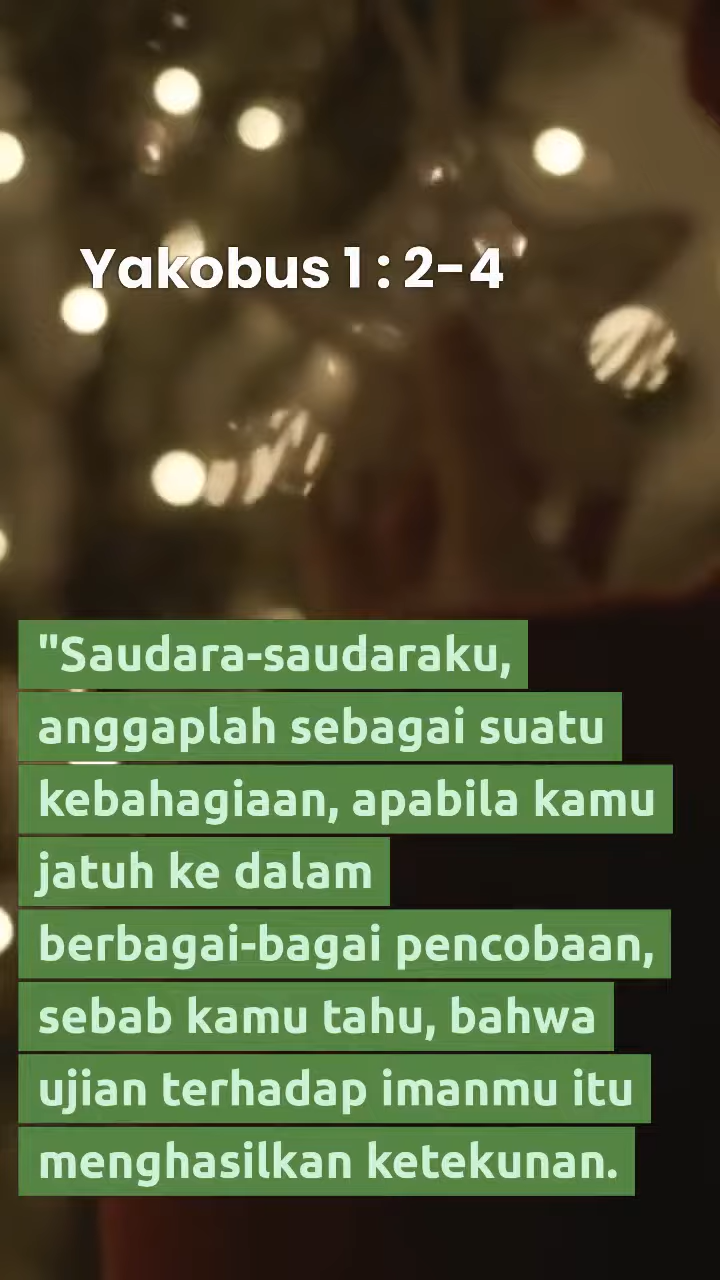 Yakobus 1 : 2-4
"Saudara-saudaraku,
anggaplah sebagai suatu
kebahagiaan, apabila kamu
jatuh ke dalam
berbagai-bagai pencobaan,
sebab kamu tahu, bahwa
ujian terhadap imanmu itu
menghasilkan ketekunan.